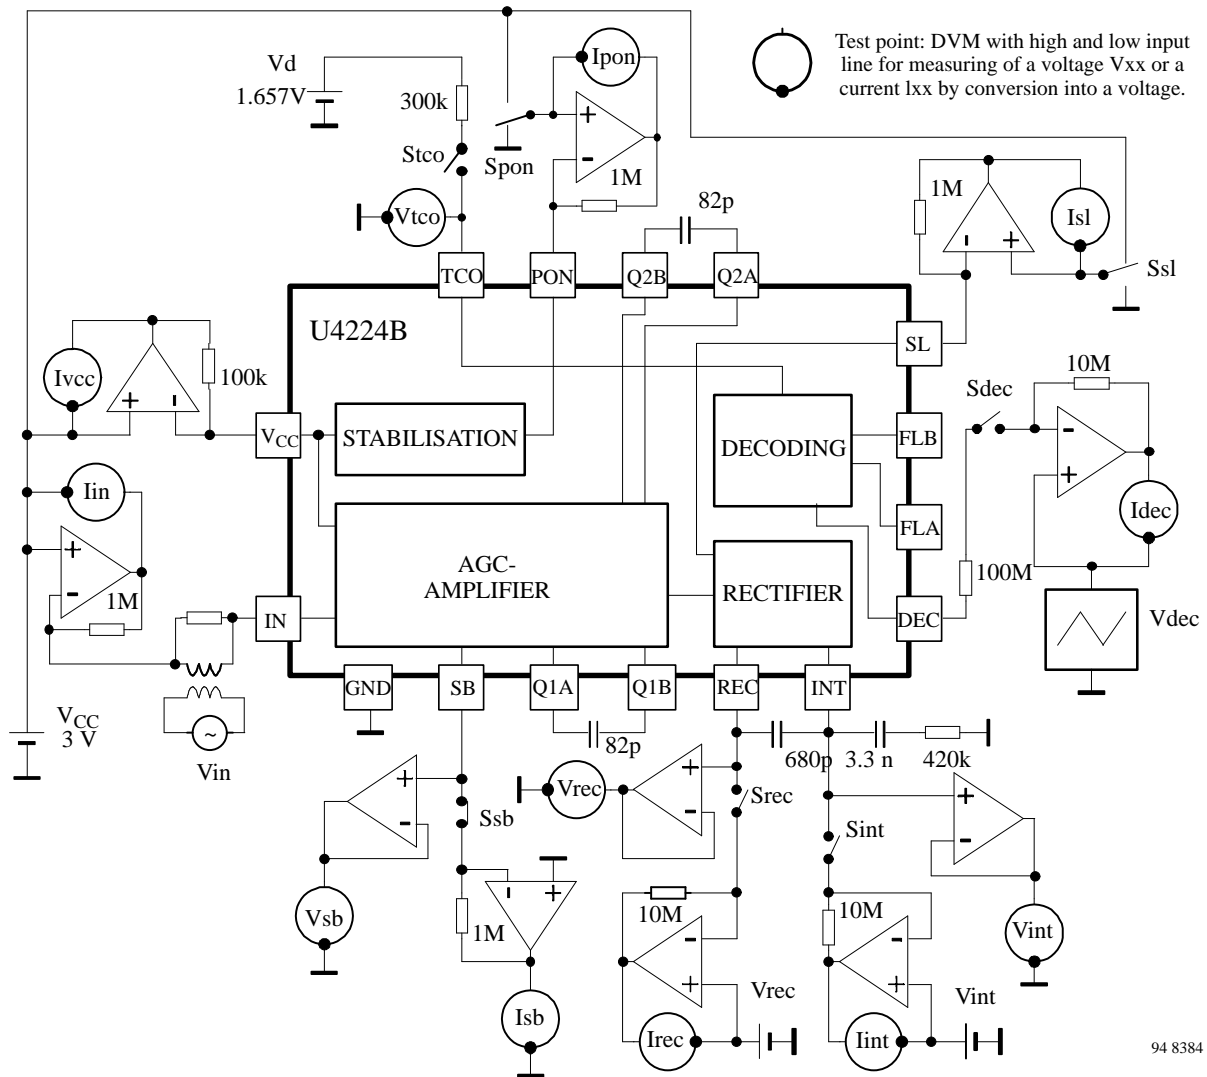 Test point: DVM with high and low input
line for measuring of a voltage Vxx or a
current lxx by conversion into a voltage.
Vd
1.657V
300k
Stco
Vtco
Spon
Ipon
+
-
1M
82p
1M
-
+
Isl
Ssl
TCO
PON
Q2B
Q2A
U4224B
SL
Ivcc
+
-
100k
VCC
STABILISATION
DECODING
FLB
FLA
Sdec
10M
-
+
Idec
100M
Vdec
Iin
+
-
1M
IN
AGC-
AMPLIFIER
RECTIFIER
DEC
VCC
3 V
~
Vin
GND
SB
Q1A
Q1B
REC
INT
82p
680p
3.3 n
420k
+
-
Ssb
Vsb
-
+
1M
Isb
Vrec
+
-
Srec
10M
-
+
Vrec
Irec
Sint
+
-
10M
-
+
Vint
Vint
Iint
94 8384